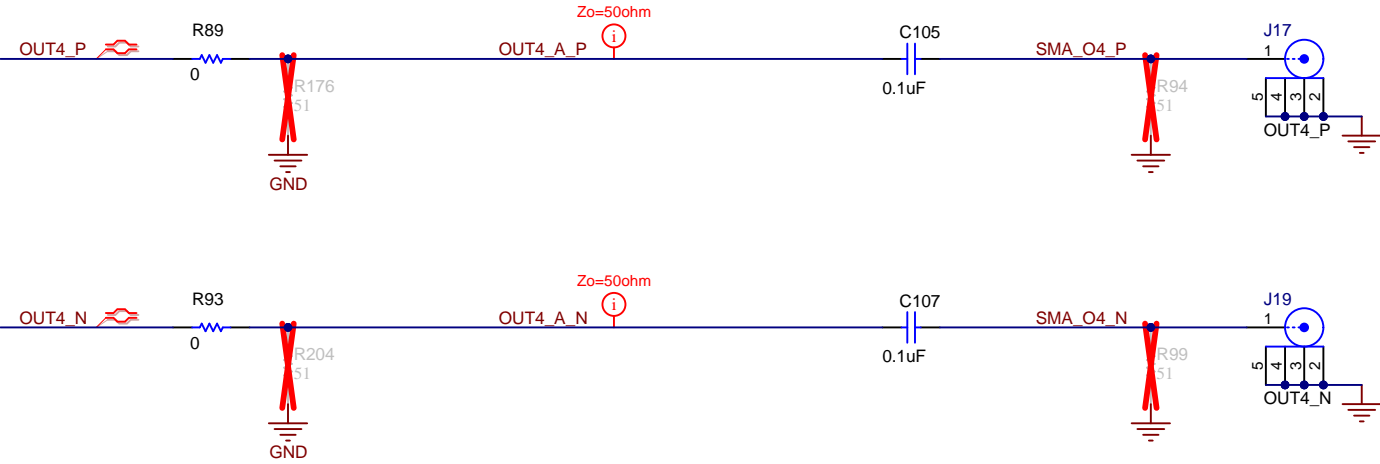 Zo=50ohm
R89
C105
J17
OUT4_P
OUT4_A_P
SMA_O4_P
1
0
0.1uF
R176
51
R94
51
5
4
3
2
OUT4_P
GND
Zo=50ohm
R93
C107
J19
OUT4_N
OUT4_A_N
SMA_O4_N
1
0
0.1uF
R204
51
R99
51
5
4
3
2
OUT4_N
GND